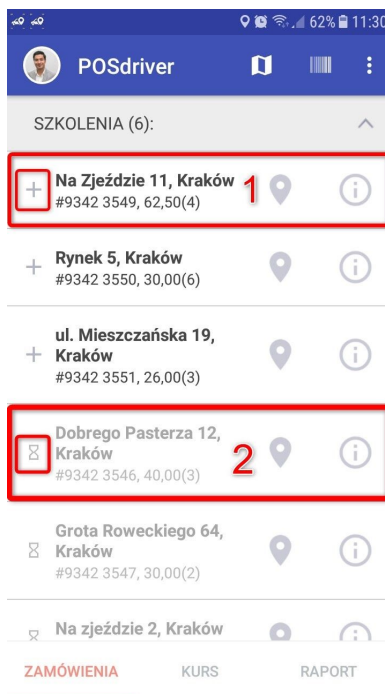 62% 11:30
POSdriver
SZKOLENIA (6):
Na Zjeździe 11, Kraków
#9342 3549, 62,50(4)
1
Rynek 5, Kraków
#9342 3550, 30,00(6)
ul. Mieszczańska 19,
Kraków
#9342 3551, 26,00(3)
Dobrego Pasterza 12,
Kraków
#9342 3546, 40,00(3)
2
Grota Roweckiego 64,
Kraków
#9342 3547, 30,00(2)
Na zjeździe 2, Kraków
ZAMÓWIENIA KURS RAPORT